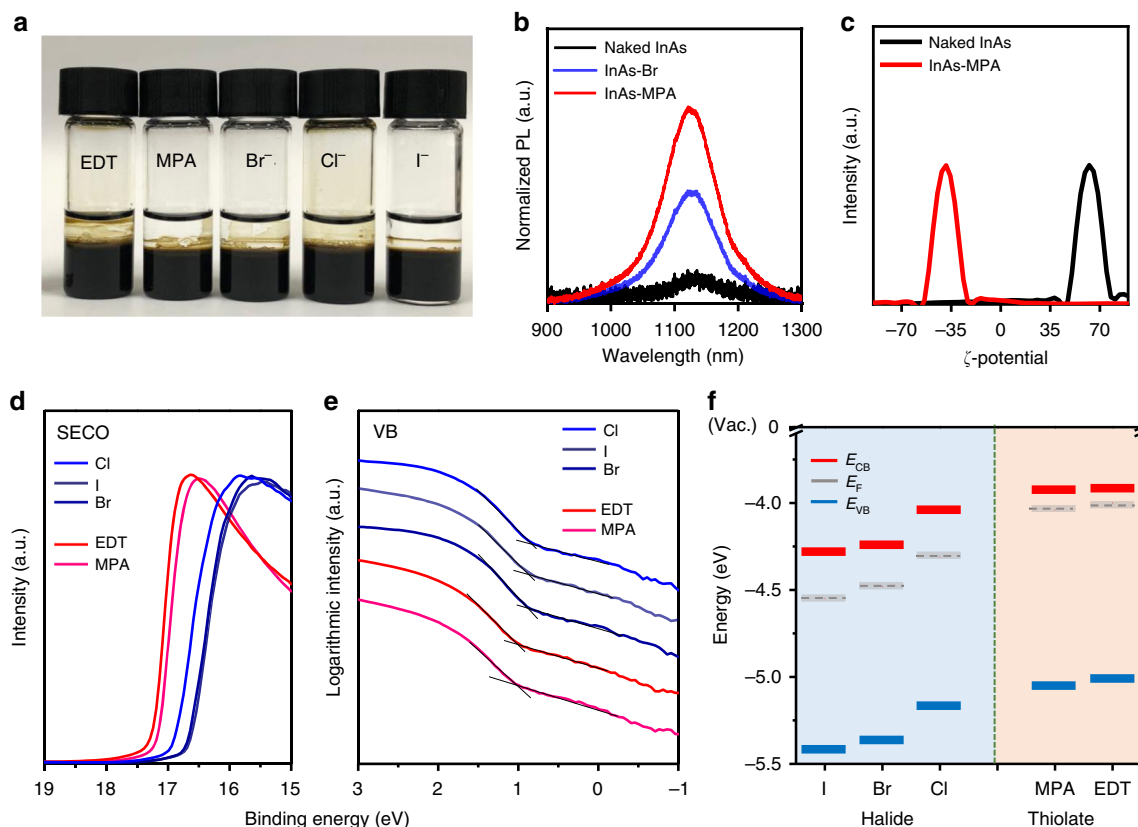 a
EDT MPA Br⁻ Cl⁻ I⁻
b
Naked InAs
InAs-Br
InAs-MPA
Normalized PL (a.u.)
900 1000 1100 1200 1300
Wavelength (nm)
c
Naked InAs
InAs-MPA
Intensity (a.u.)
–70 –35 0 35 70
ζ-potential
d
SECO
Cl
I
Br
EDT
MPA
Intensity (a.u.)
19 18 17 16 15
e
VB
Cl
I
Br
EDT
MPA
Logarithmic intensity (a.u.)
3 2 1 0 –1
Binding energy (eV)
f
(Vac.) 0
E_CB
E_F
E_VB
–4.0
–4.5
–5.0
–5.5
Energy (eV)
I Br Cl MPA EDT
Halide Thiolate